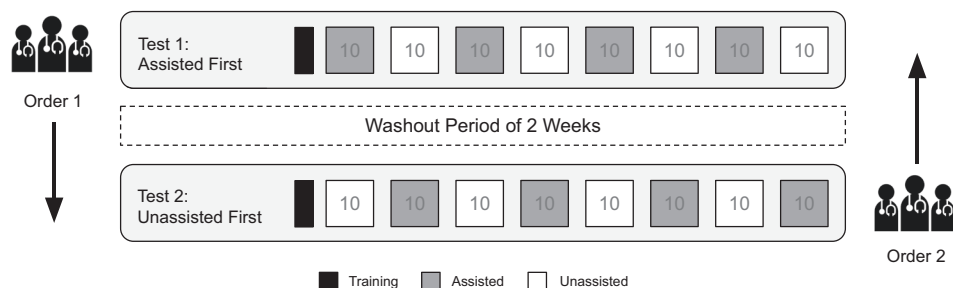 Test 1:
Assisted First
10 10 10 10 10 10 10 10
Order 1
Washout Period of 2 Weeks
Test 2:
Unassisted First
10 10 10 10 10 10 10 10
Order 2
Training Assisted Unassisted